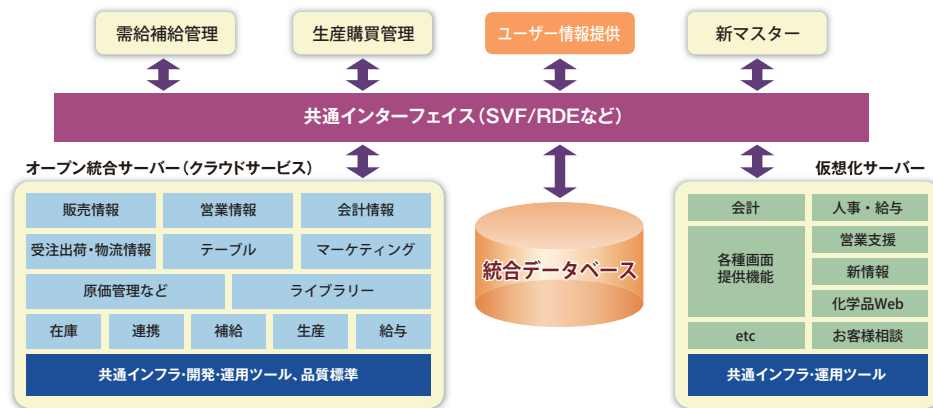 需給補給管理
生産購買管理
ユーザー情報提供
新マスター
共通インターフェイス(SVF/RDEなど)
オープン統合サーバー(クラウドサービス)
販売情報
営業情報
会計情報
受注出荷・物流情報
テーブル
マーケティング
原価管理など
ライブラリー
在庫
連携
補給
生産
給与
共通インフラ・開発・運用ツール、品質標準
統合データベース
仮想化サーバー
会計
人事・給与
各種画面
提供機能
営業支援
新情報
化学品Web
etc
お客様相談
共通インフラ・運用ツール